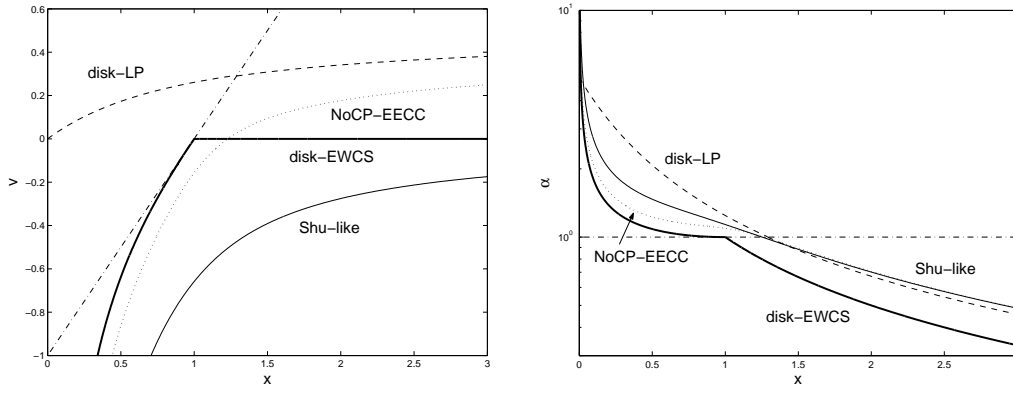 0.6
0.4
0.2
0
−0.2
−0.4
−0.6
−0.8
−1
v
0 0.5 1 1.5 2 2.5 3
x
disk−LP
NoCP−EECC
disk−EWCS
Shu−like
10^1
10^0
α
0 0.5 1 1.5 2 2.5
x
disk−LP
NoCP−EECC
Shu−like
disk−EWCS